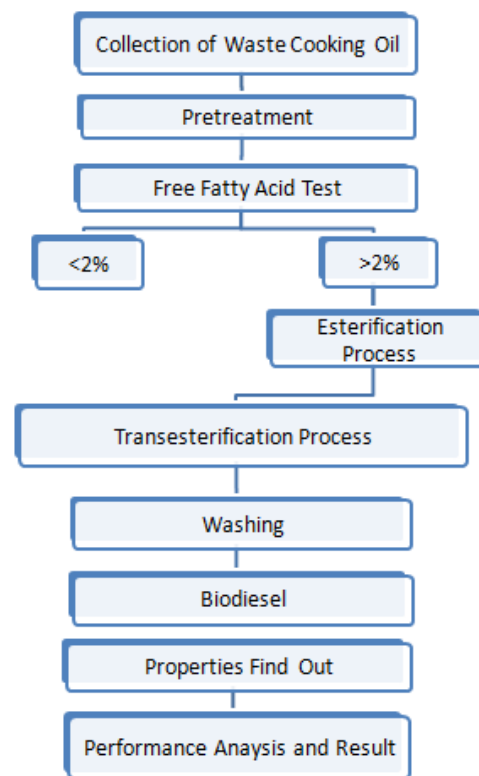 Collection of Waste Cooking Oil
Pretreatment
Free Fatty Acid Test
<2%
>2%
Esterification
Process
Transesterification Process
Washing
Biodiesel
Properties Find Out
Performance Anaysis and Result